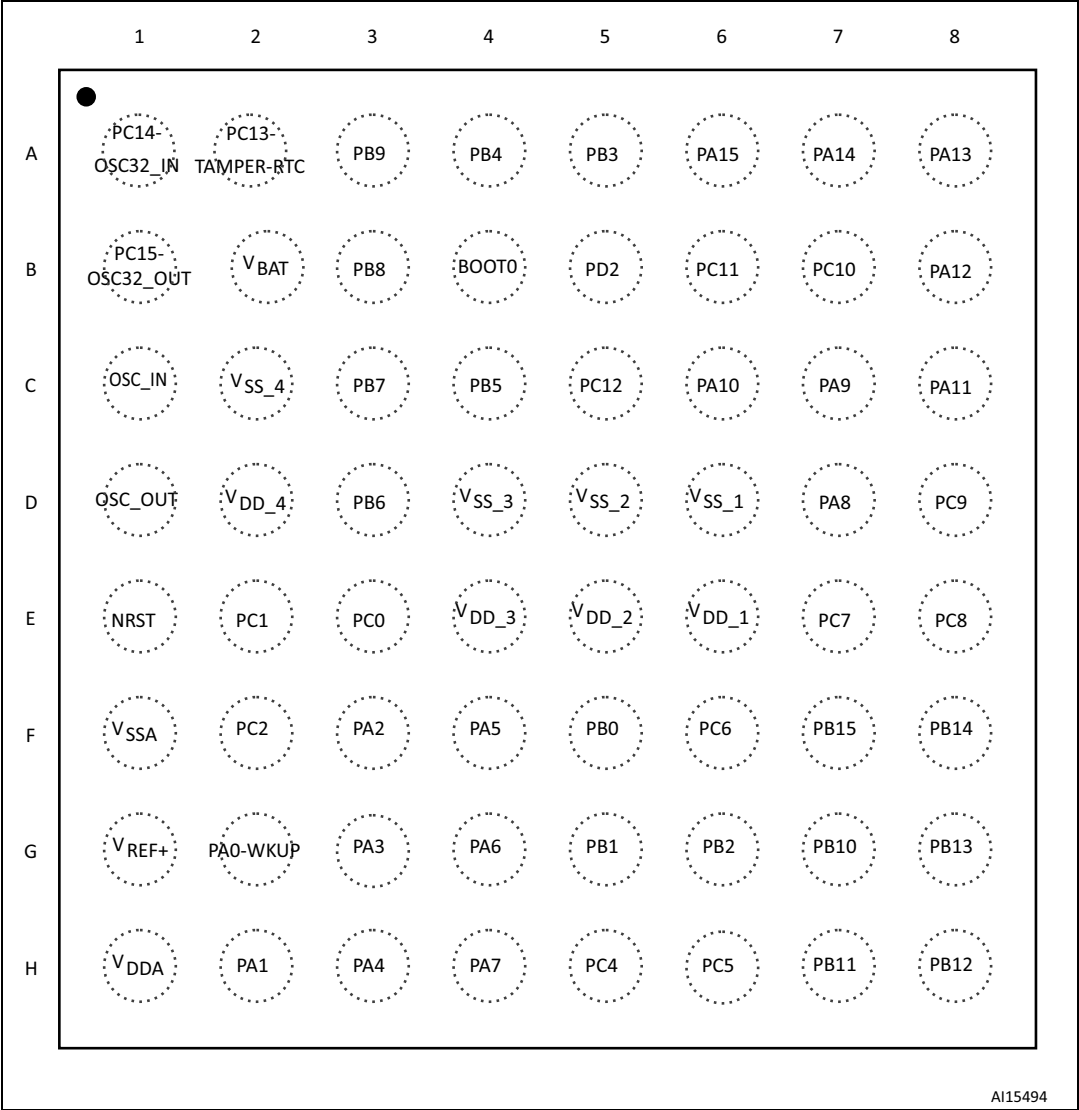 1 2 3 4 5 6 7 8
A PC14- OSC32_IN PC13- TAMPER-RTC PB9 PB4 PB3 PA15 PA14 PA13
B PC15- OSC32_OUT VBAT PB8 BOOT0 PD2 PC11 PC10 PA12
C OSC_IN VSS_4 PB7 PB5 PC12 PA10 PA9 PA11
D OSC_OUT VDD_4 PB6 VSS_3 VSS_2 VSS_1 PA8 PC9
E NRST PC1 PC0 VDD_3 VDD_2 VDD_1 PC7 PC8
F VSSA PC2 PA2 PA5 PB0 PC6 PB15 PB14
G VREF+ PA0-WKUP PA3 PA6 PB1 PB2 PB10 PB13
H VDDA PA1 PA4 PA7 PC4 PC5 PB11 PB12
AI15494